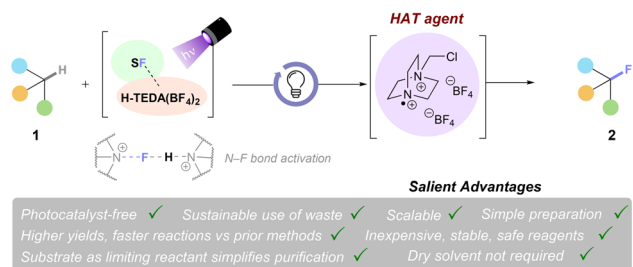 HAT agent
H
1
+
SF
hν
H-TEDA(BF₄)₂
Cl
N
⊕
N
⊕
⊖
BF₄
⊖
BF₄
F
2
⊕
N
F
H
⊕
N
N–F bond activation
Salient Advantages
Photocatalyst-free ✓ Sustainable use of waste ✓ Scalable ✓ Simple preparation ✓
Higher yields, faster reactions vs prior methods ✓ Inexpensive, stable, safe reagents ✓
Substrate as limiting reactant simplifies purification ✓ Dry solvent not required ✓